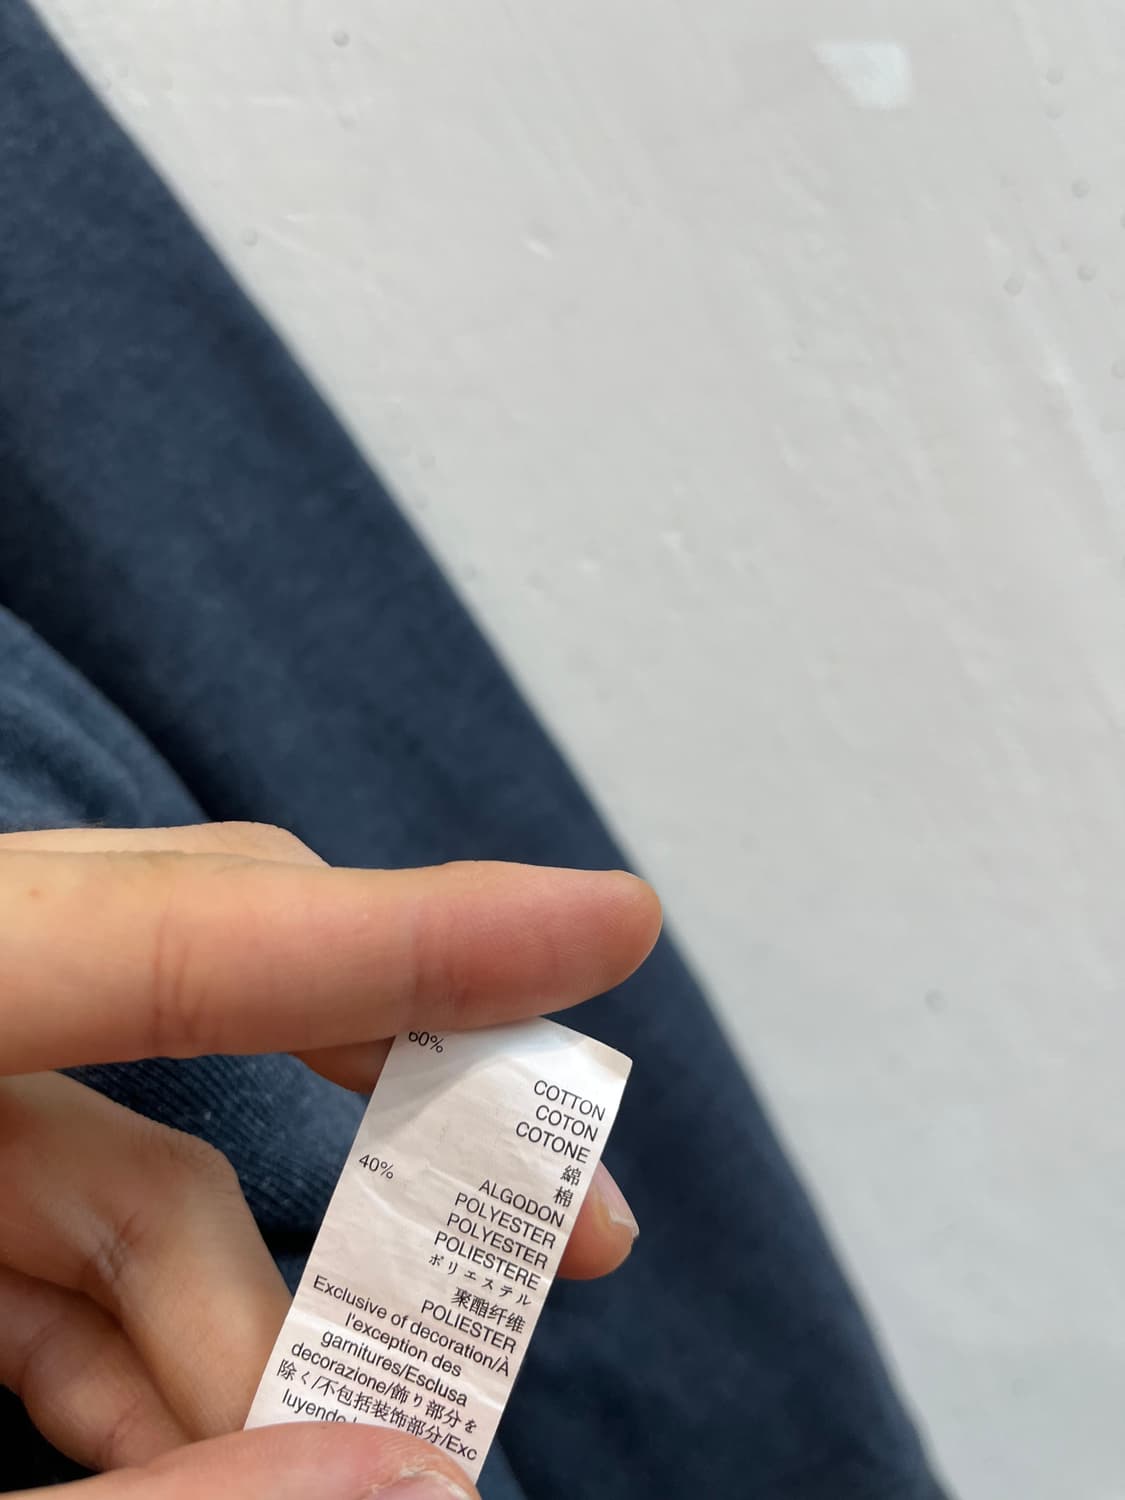 60%
COTTON
COTON
COTONE
綿
棉
ALGODON
40%
POLYESTER
POLYESTER
POLIESTERE
ポリエステル
聚酯纤维
POLIESTER
Exclusive of decoration/À
l'exception des
garnitures/Esclusa
decorazione/飾り部分を
除く/不包括装饰部分/Exc
luyendo